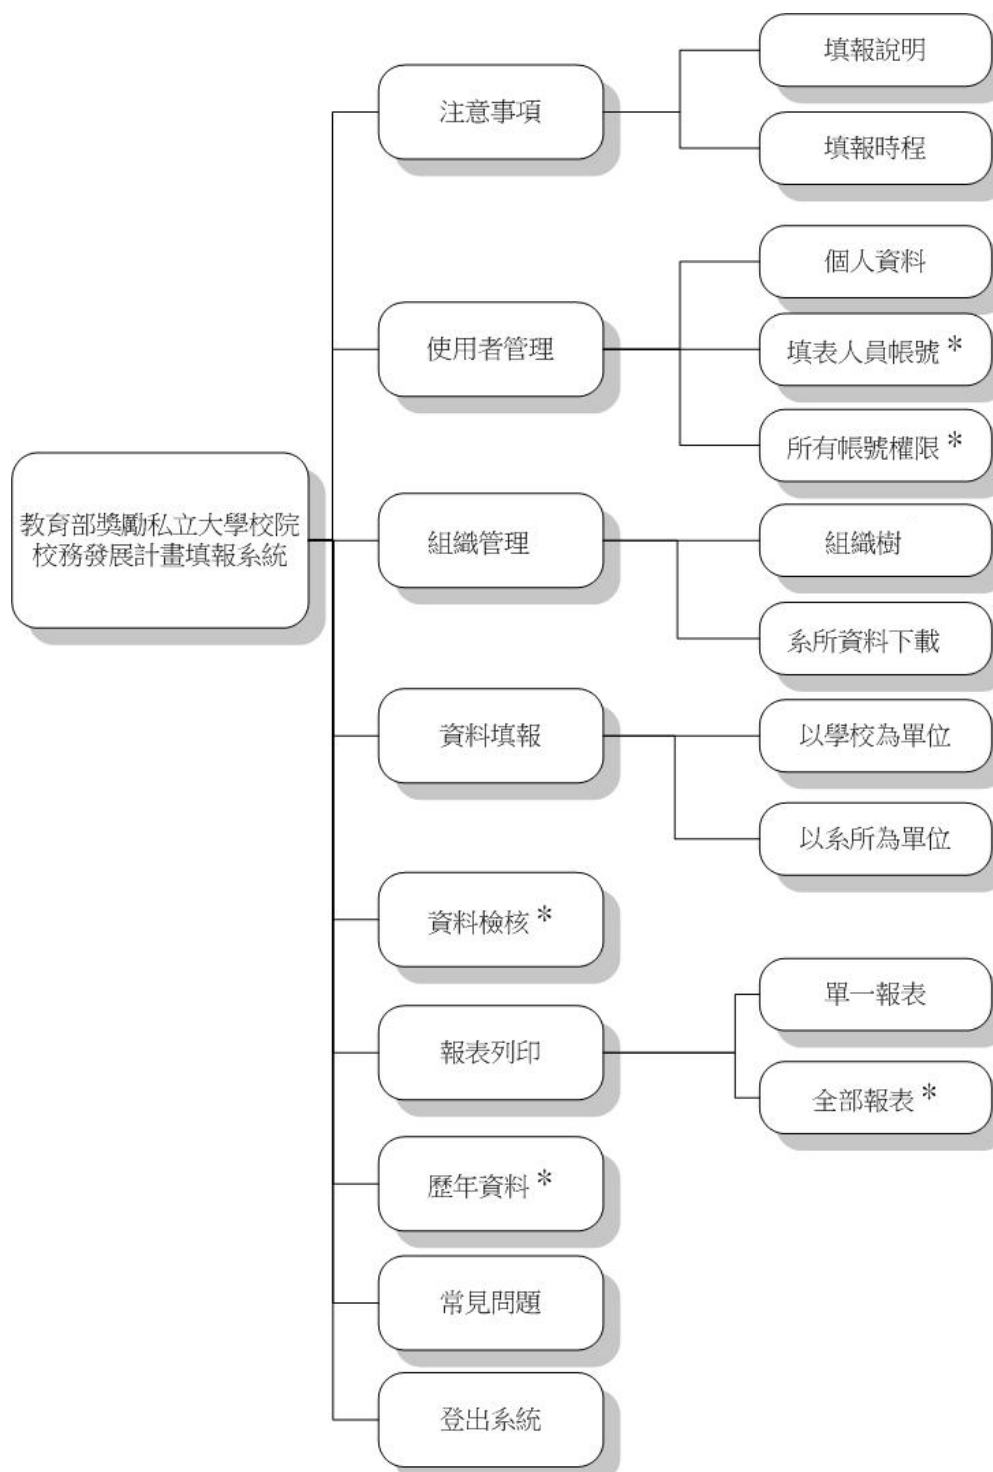 教育部獎勵私立大學校院
校務發展計畫填報系統
注意事項
填報說明
填報時程
使用者管理
個人資料
填表人員帳號*
所有帳號權限*
組織管理
組織樹
系所資料下載
資料填報
以學校為單位
以系所為單位
資料檢核*
報表列印
單一報表
全部報表*
歷年資料*
常見問題
登出系統